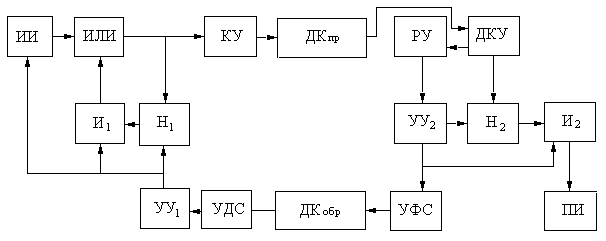 ИИ
ИЛИ
КУ
ДКпр
РУ
ДКУ
И1
Н1
УУ2
Н2
И2
УУ1
УДС
ДКобр
УФС
ПИ